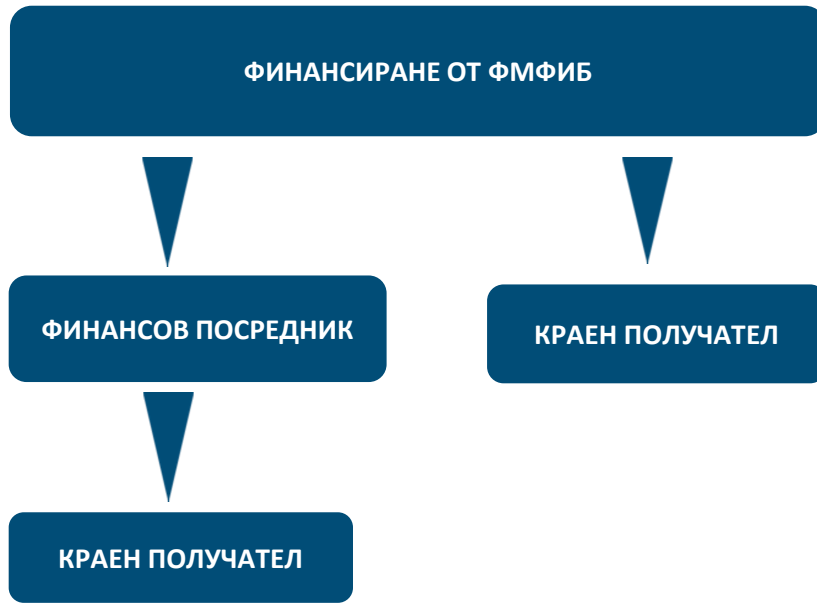 ФИНАНСИРАНЕ ОТ ФМФИБ
ФИНАНСОВ ПОСРЕДНИК
КРАЕН ПОЛУЧАТЕЛ
КРАЕН ПОЛУЧАТЕЛ